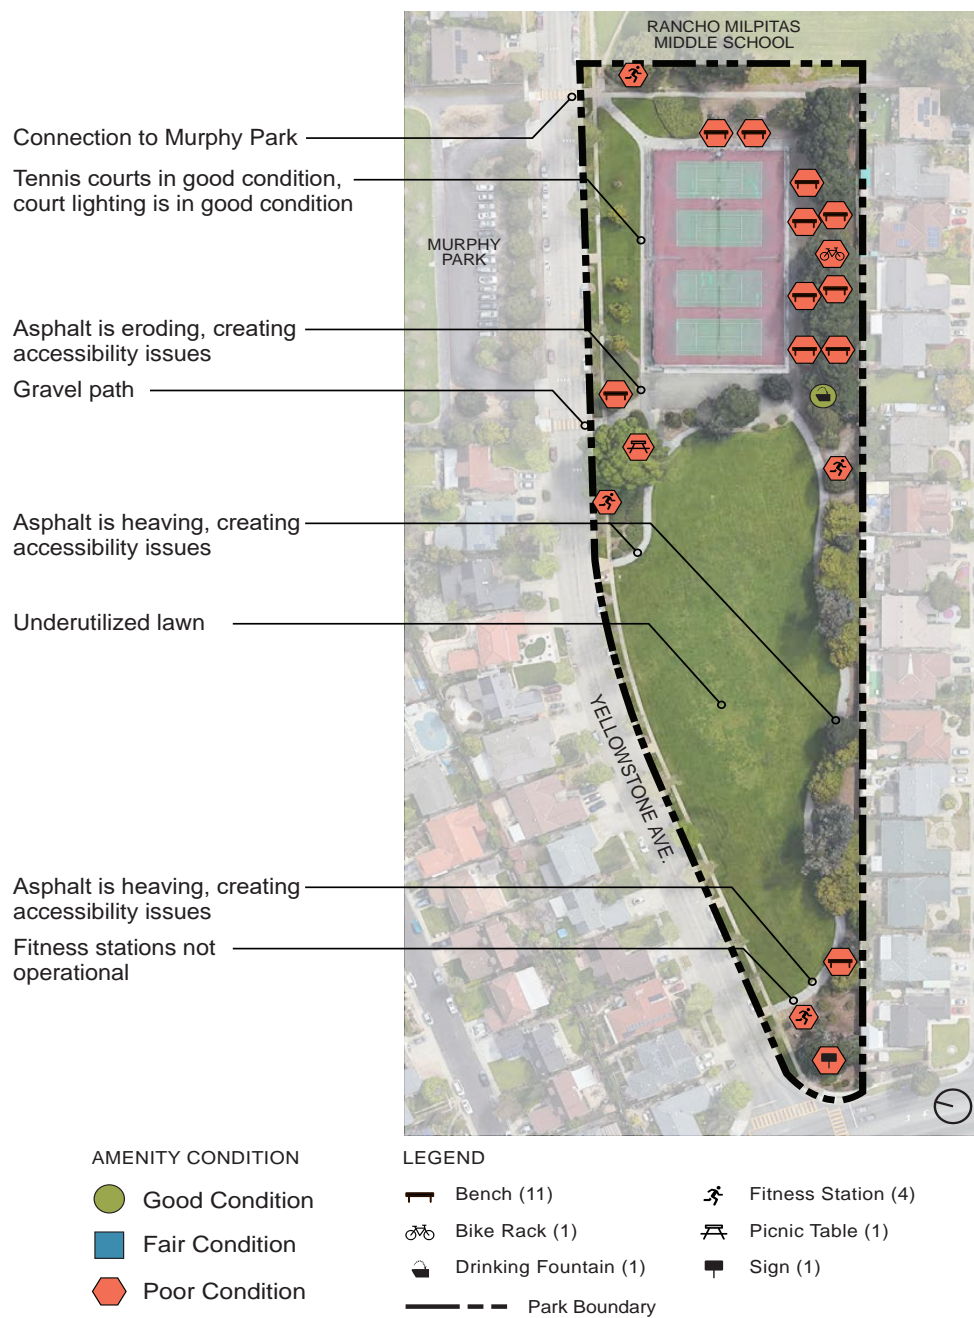 RANCHO MILPITAS
MIDDLE SCHOOL
Connection to Murphy Park
Tennis courts in good condition,
court lighting is in good condition
MURPHY
PARK
Asphalt is eroding, creating
accessibility issues
Gravel path
Asphalt is heaving, creating
accessibility issues
Underutilized lawn
YELLOWSTONE AVE.
Asphalt is heaving, creating
accessibility issues
Fitness stations not
operational
AMENITY CONDITION
Good Condition
Fair Condition
Poor Condition
LEGEND
Bench (11)
Bike Rack (1)
Drinking Fountain (1)
Fitness Station (4)
Picnic Table (1)
Sign (1)
Park Boundary